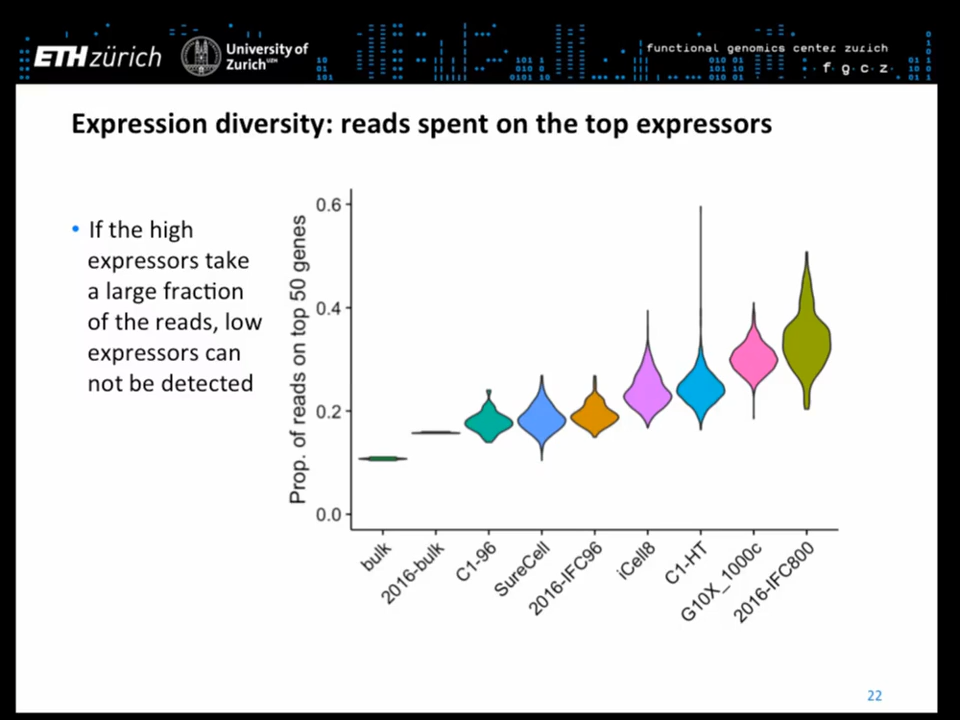 ETH zürich
University of
Zurich UZH
functional genomics center zurich
f g c z
Expression diversity: reads spent on the top expressors
• If the high
expressors take
a large fraction
of the reads, low
expressors can
not be detected
Prop. of reads on top 50 genes
0.6
0.4
0.2
0.0
bulk
2016-bulk
C1-96
SureCell
2016-IFC96
iCell8
C1-HT
G10X_1000c
2016-IFC800
22